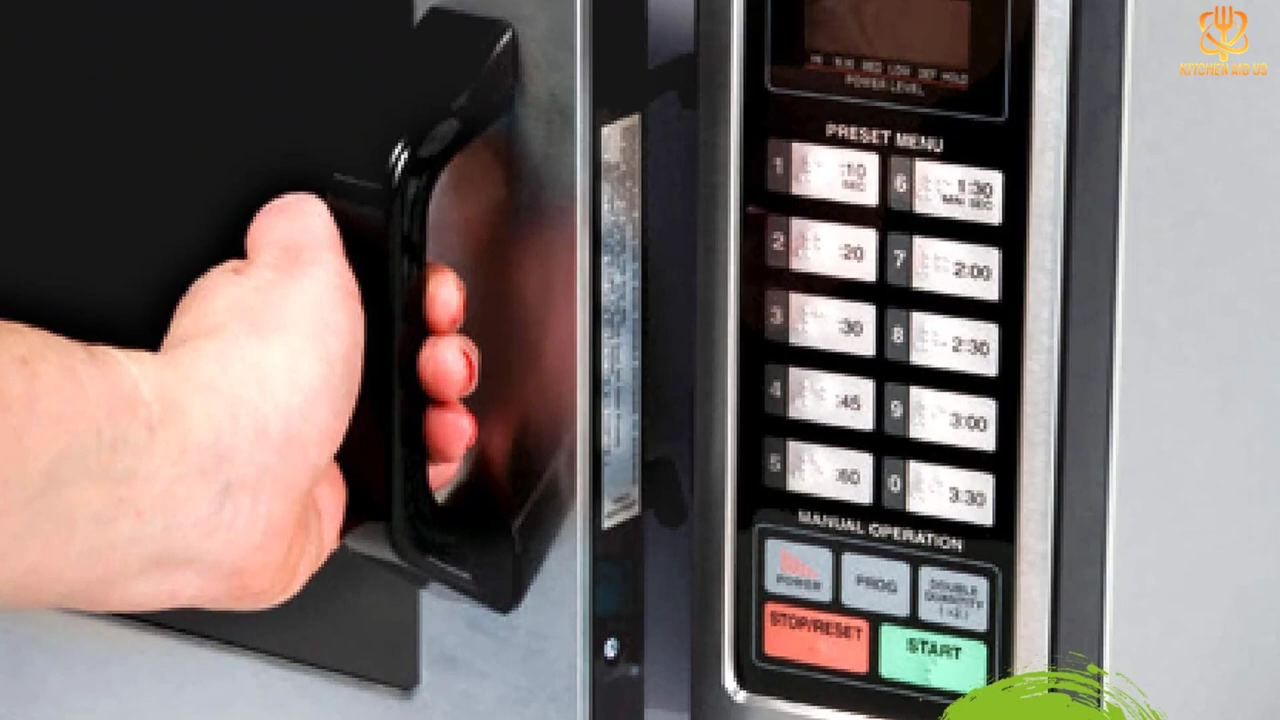 KITCHEN AID US
POWER LEVEL
PRESET MENU
1 :10 SEC
6 1:30 MIN SEC
2 :20
7 2:00
3 :30
8 2:30
4 :45
9 3:00
5 :60
0 3:30
MANUAL OPERATION
POWER
PROG
DOUBLE
QUANTITY
(×2)
STOP/RESET
START